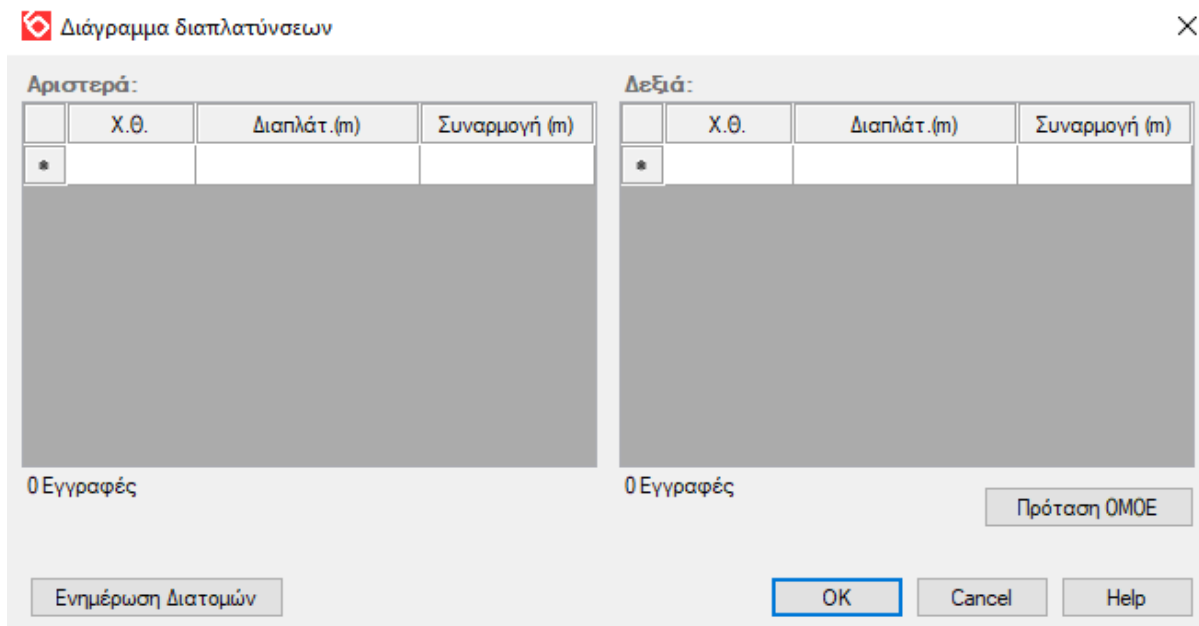 Διάγραμμα διαπλατύνσεων
Αριστερά:
Χ.Θ. Διαπλάτ.(m) Συναρμογή (m)
0 Εγγραφές
Δεξιά:
Χ.Θ. Διαπλάτ.(m) Συναρμογή (m)
0 Εγγραφές
Πρόταση ΟΜΟΕ
Ενημέρωση Διατομών
OK
Cancel
Help